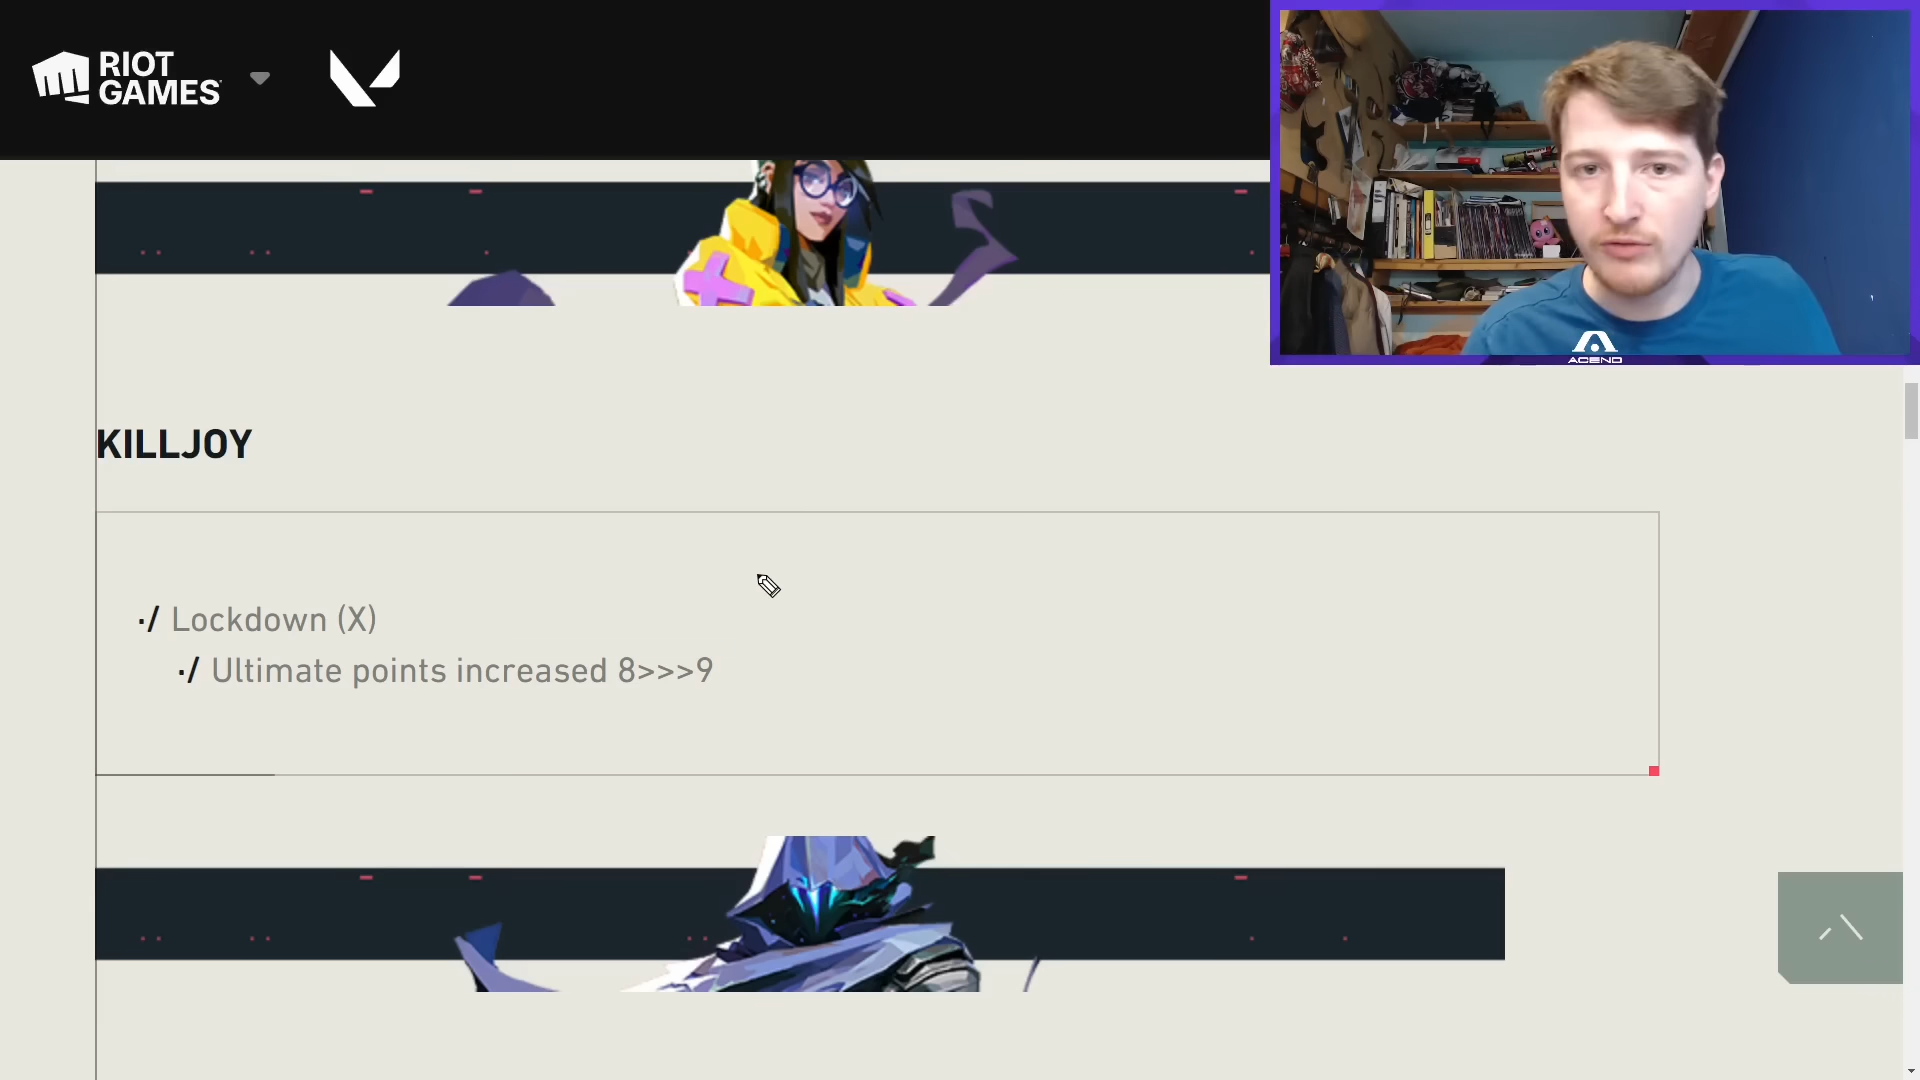 RIOT
GAMES
KILLJOY
·/ Lockdown (X)
·/ Ultimate points increased 8>>>9
ACEND